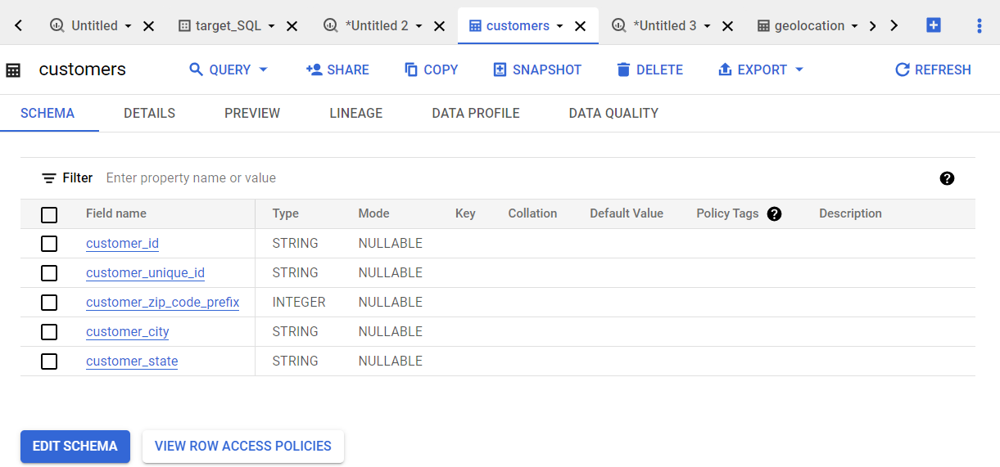 Untitled target_SQL *Untitled 2 customers *Untitled 3 geolocation
customers QUERY SHARE COPY SNAPSHOT DELETE EXPORT REFRESH
SCHEMA DETAILS PREVIEW LINEAGE DATA PROFILE DATA QUALITY
Filter Enter property name or value ?
Field name Type Mode Key Collation Default Value Policy Tags ? Description
customer_id STRING NULLABLE
customer_unique_id STRING NULLABLE
customer_zip_code_prefix INTEGER NULLABLE
customer_city STRING NULLABLE
customer_state STRING NULLABLE
EDIT SCHEMA VIEW ROW ACCESS POLICIES